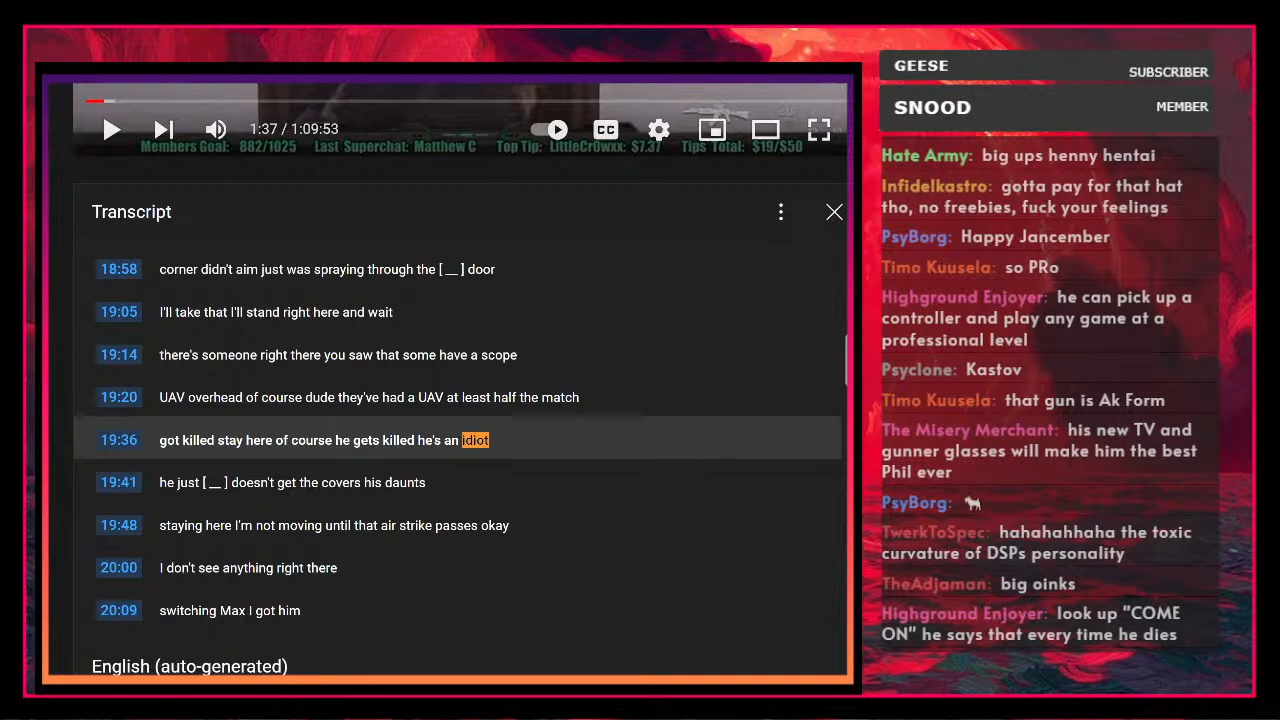 1:37 / 1:09:53
CC
Members Goal: 882/1025 Last Superchat: Matthew C Top Tip: LittleCr0wxx: $7.37 Tips Total: $19/$50
Transcript
18:58 corner didn't aim just was spraying through the [ __ ] door
19:05 I'll take that I'll stand right here and wait
19:14 there's someone right there you saw that some have a scope
19:20 UAV overhead of course dude they've had a UAV at least half the match
19:36 got killed stay here of course he gets killed he's an idiot
19:41 he just [ __ ] doesn't get the covers his daunts
19:48 staying here I'm not moving until that air strike passes okay
20:00 I don't see anything right there
20:09 switching Max I got him
English (auto-generated)
GEESE SUBSCRIBER
SNOOD MEMBER
Hate Army: big ups henny hentai
Infidelkastro: gotta pay for that hat
tho, no freebies, fuck your feelings
PsyBorg: Happy Jancember
Timo Kuusela: so PRo
Highground Enjoyer: he can pick up a
controller and play any game at a
professional level
Psyclone: Kastov
Timo Kuusela: that gun is Ak Form
The Misery Merchant: his new TV and
gunner glasses will make him the best
Phil ever
PsyBorg: 🐕
TwerkToSpec: hahahahhaha the toxic
curvature of DSPs personality
TheAdjaman: big oinks
Highground Enjoyer: look up "COME
ON" he says that every time he dies